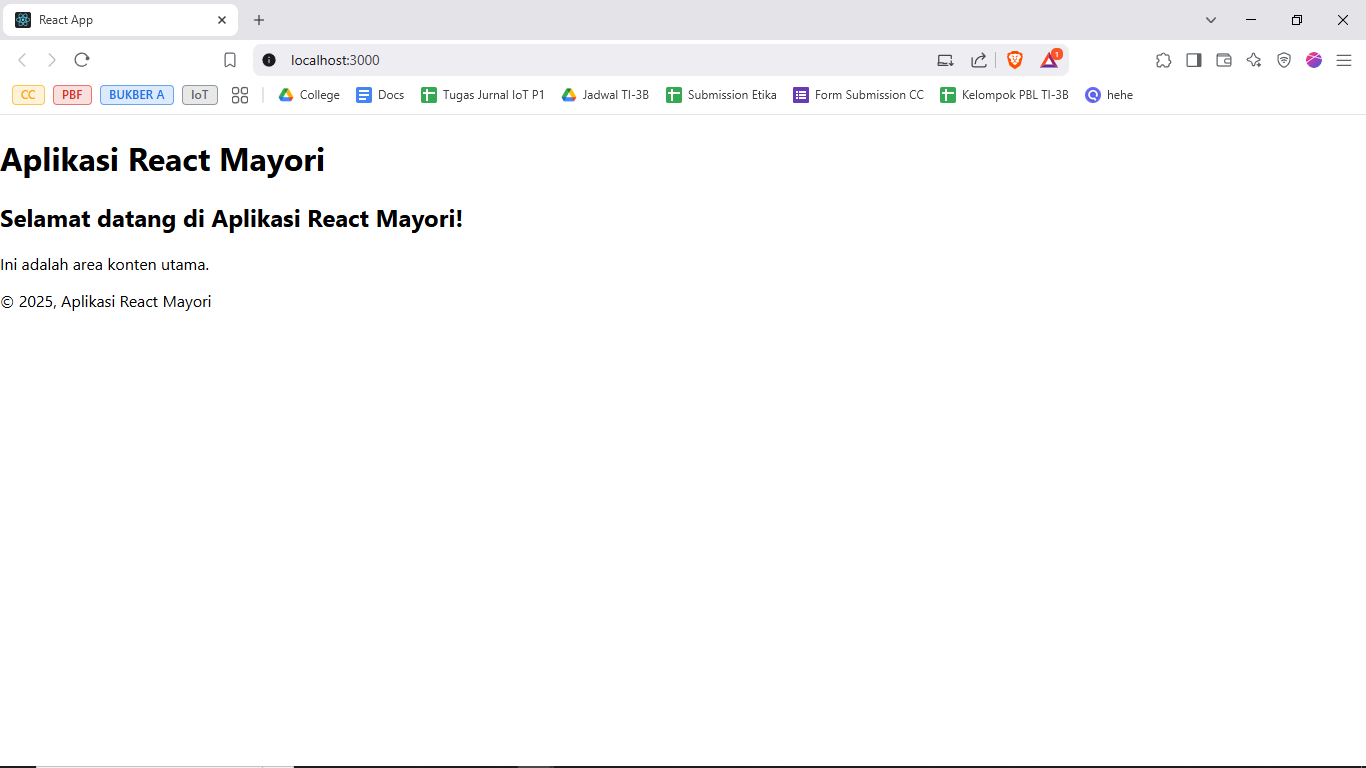 React App
localhost:3000
1
CC PBF BUKBER A IoT College Docs Tugas Jurnal IoT P1 Jadwal TI-3B Submission Etika Form Submission CC Kelompok PBL TI-3B hehe
Aplikasi React Mayori
Selamat datang di Aplikasi React Mayori!
Ini adalah area konten utama.
© 2025, Aplikasi React Mayori